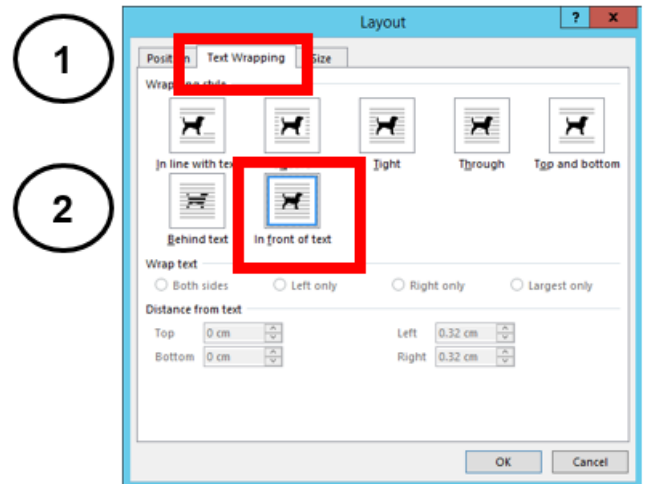 Layout
?
x
1
Text Wrapping
Size
Wrapping style
In line with text
Tight
Through
Top and bottom
2
Behind text
In front of text
Wrap text
Both sides
Left only
Right only
Largest only
Distance from text
Top 0 cm
Left 0.32 cm
Bottom 0 cm
Right 0.32 cm
OK
Cancel